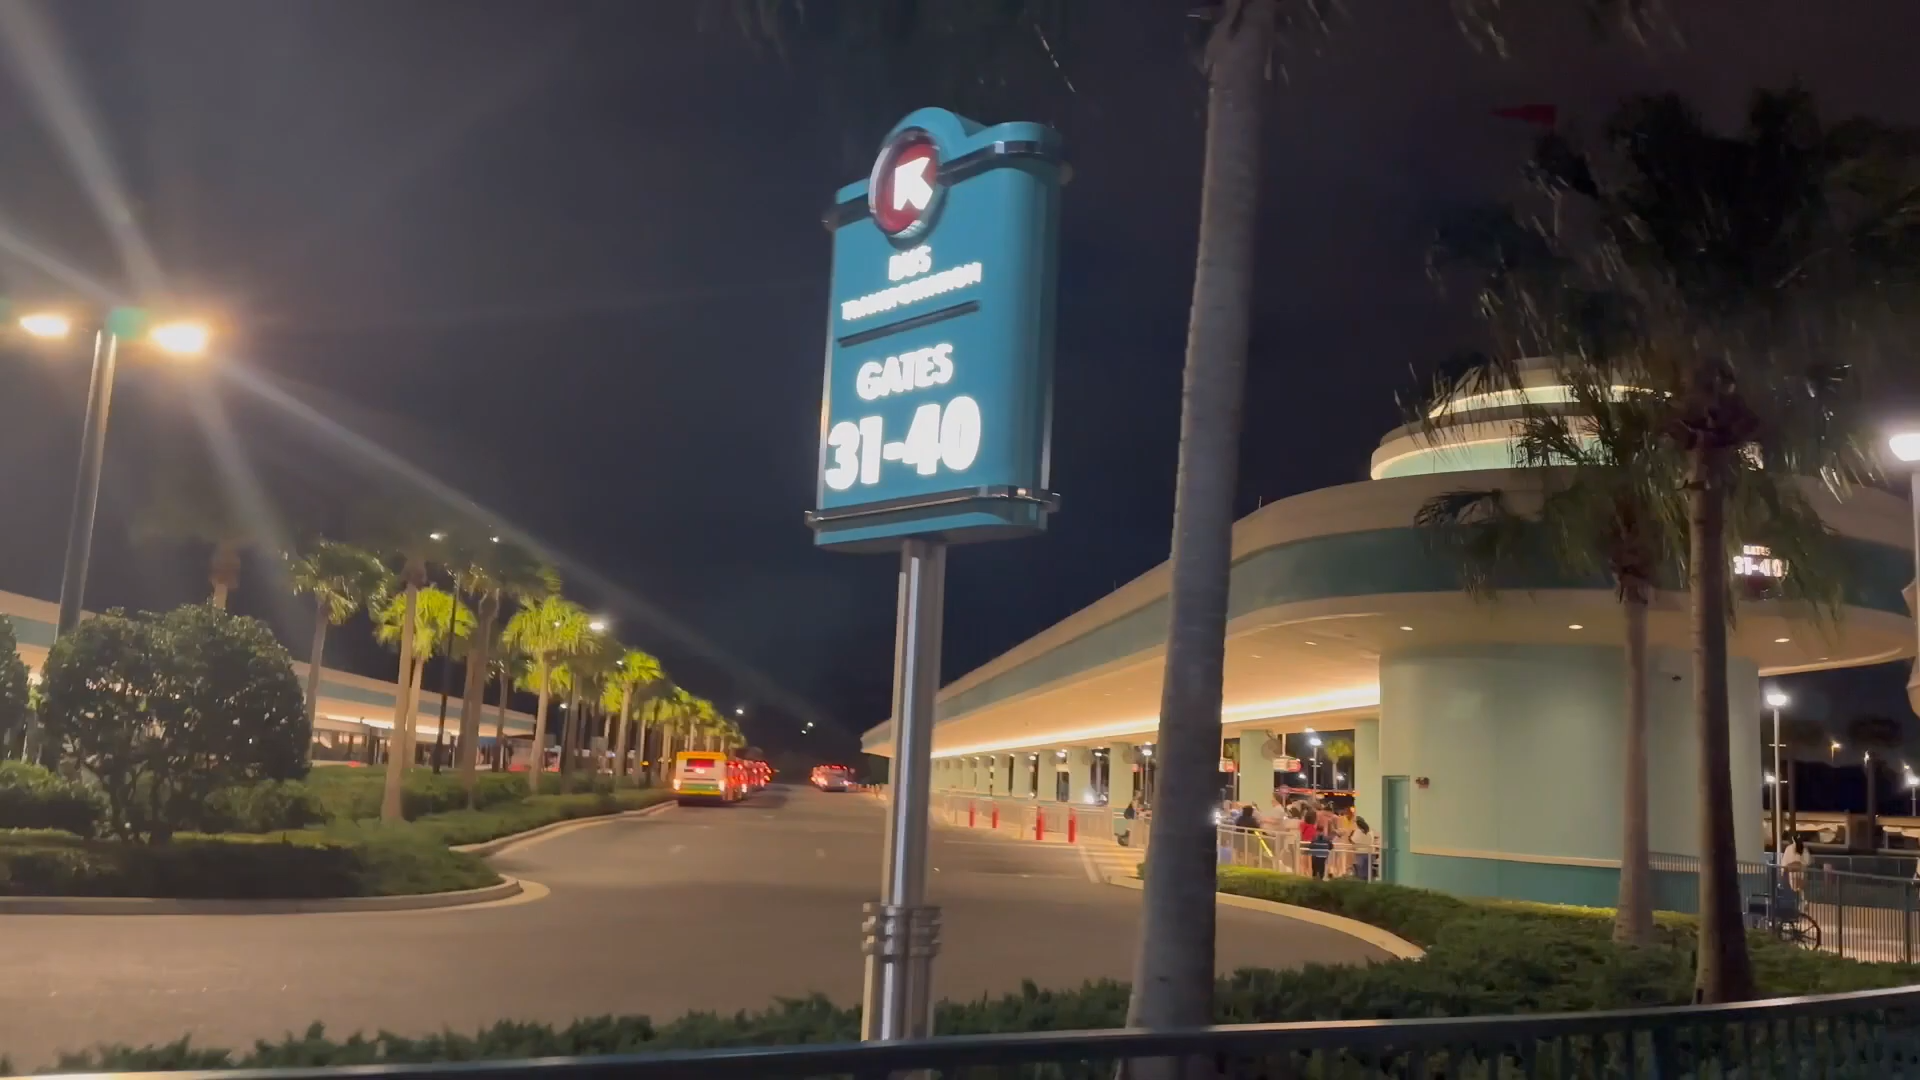 BUS
TRANSPORTATION
GATES
31-40
GATES
31-40